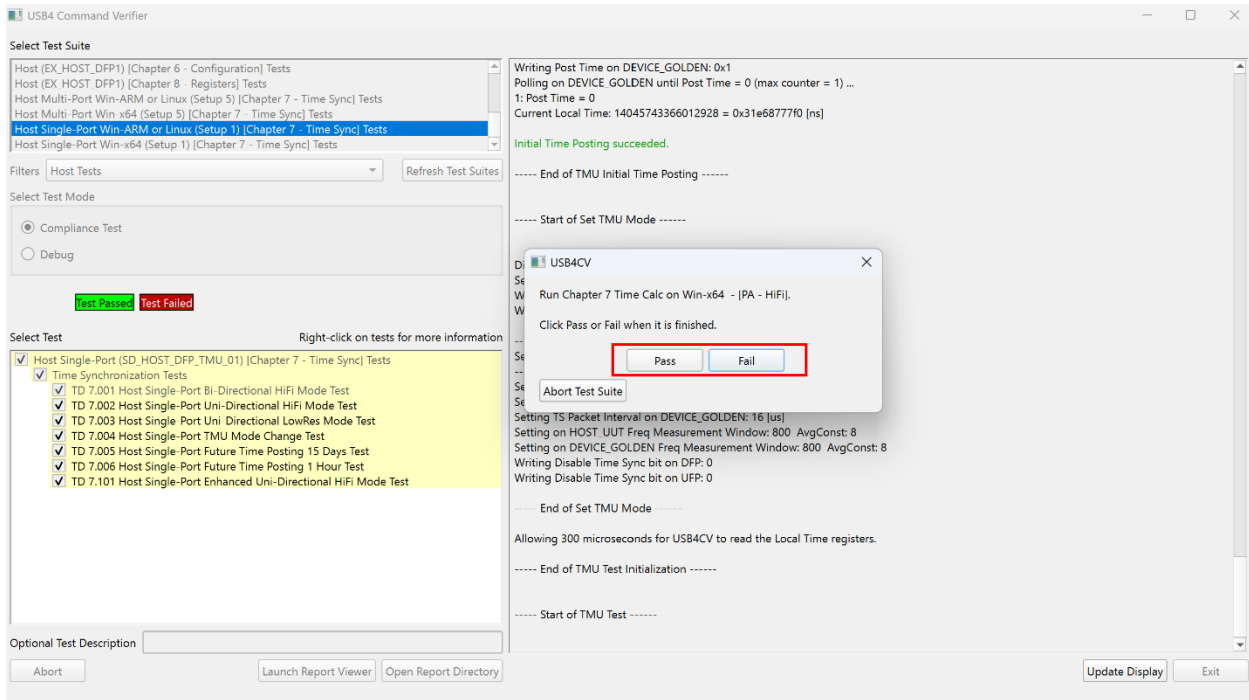 USB4 Command Verifier
Select Test Suite
Host (EX_HOST_DFP1) [Chapter 6 - Configuration] Tests
Host (EX_HOST_DFP1) [Chapter 8 - Registers] Tests
Host Multi-Port Win-ARM or Linux (Setup 5) [Chapter 7 - Time Sync] Tests
Host Multi-Port Win-x64 (Setup 5) [Chapter 7 - Time Sync] Tests
Host Single-Port Win-ARM or Linux (Setup 1) [Chapter 7 - Time Sync] Tests
Host Single-Port Win-x64 (Setup 1) [Chapter 7 - Time Sync] Tests
Filters Host Tests Refresh Test Suites
Select Test Mode
Compliance Test
Debug
Test Passed Test Failed
Select Test Right-click on tests for more information
Host Single-Port (SD_HOST_DFP_TMU_01) [Chapter 7 - Time Sync] Tests
Time Synchronization Tests
TD 7.001 Host Single-Port Bi-Directional HiFi Mode Test
TD 7.002 Host Single-Port Uni-Directional HiFi Mode Test
TD 7.003 Host Single-Port Uni-Directional LowRes Mode Test
TD 7.004 Host Single-Port TMU Mode Change Test
TD 7.005 Host Single-Port Future Time Posting 15 Days Test
TD 7.006 Host Single-Port Future Time Posting 1 Hour Test
TD 7.101 Host Single-Port Enhanced Uni-Directional HiFi Mode Test
Optional Test Description
Abort Launch Report Viewer Open Report Directory
Writing Post Time on DEVICE_GOLDEN: 0x1
Polling on DEVICE_GOLDEN until Post Time = 0 (max counter = 1) ...
1: Post Time = 0
Current Local Time: 14045743366012928 = 0x31e68777f0 [ns]
Initial Time Posting succeeded.
----- End of TMU Initial Time Posting ------
----- Start of Set TMU Mode ------
USB4CV
Run Chapter 7 Time Calc on Win-x64 - [PA - HiFi].
Click Pass or Fail when it is finished.
Pass Fail
Abort Test Suite
Setting TS Packet Interval on DEVICE_GOLDEN: 16 [us]
Setting on HOST_UUT Freq Measurement Window: 800 AvgConst: 8
Setting on DEVICE_GOLDEN Freq Measurement Window: 800 AvgConst: 8
Writing Disable Time Sync bit on DFP: 0
Writing Disable Time Sync bit on UFP: 0
----- End of Set TMU Mode ------
Allowing 300 microseconds for USB4CV to read the Local Time registers.
----- End of TMU Test Initialization ------
----- Start of TMU Test ------
Update Display Exit